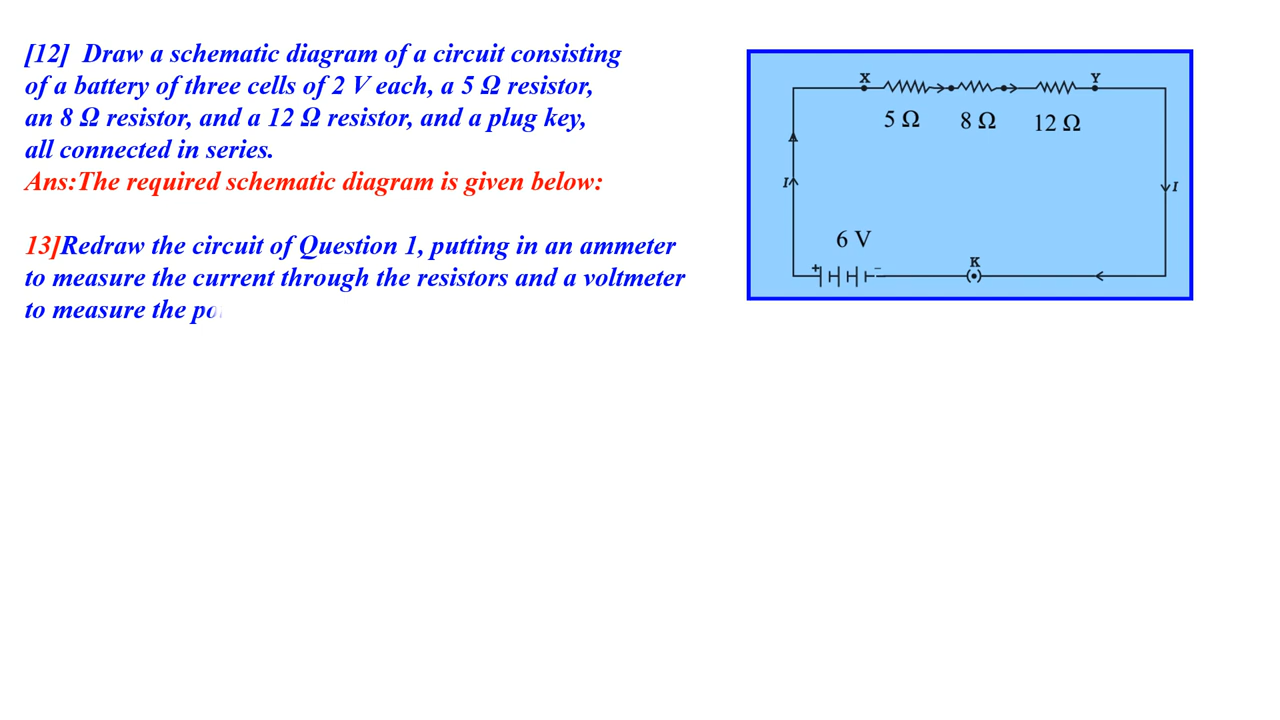 [12] Draw a schematic diagram of a circuit consisting
of a battery of three cells of 2 V each, a 5 Ω resistor,
an 8 Ω resistor, and a 12 Ω resistor, and a plug key,
all connected in series.
Ans:The required schematic diagram is given below:
13]Redraw the circuit of Question 1, putting in an ammeter
to measure the current through the resistors and a voltmeter
to measure the
X
Y
5 Ω
8 Ω
12 Ω
I
I
6 V
+
−
K